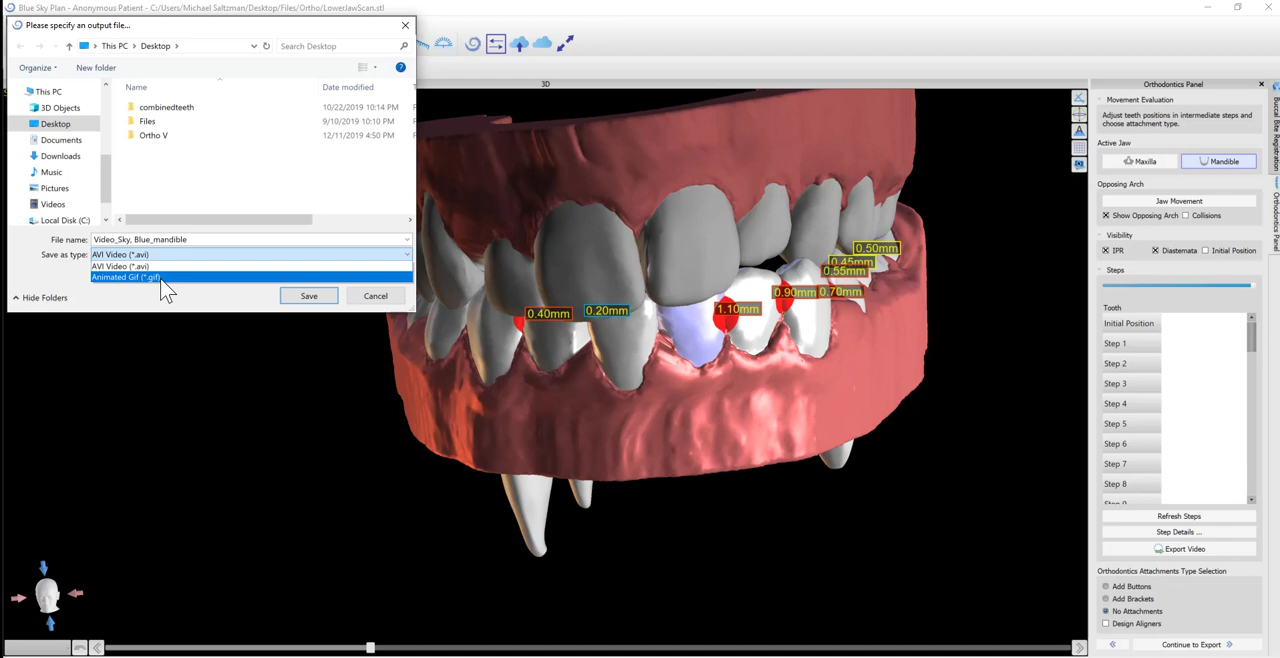 Blue Sky Plan - Anonymous Patient - C:/Users/Michael Saltzman/Desktop/Files/Ortho/LowerJawScan.stl
Please specify an output file...
This PC > Desktop >
Search Desktop
Organize
New folder
Name
Date modified
This PC
3D Objects
Desktop
Documents
Downloads
Music
Pictures
Videos
Local Disk (C:)
combinedteeth 10/22/2019 10:14 PM
Files 9/10/2019 10:10 PM
Ortho V 12/11/2019 4:50 PM
File name: Video_Sky, Blue_mandible
Save as type: AVI Video (*.avi)
AVI Video (*.avi)
Animated Gif (*.gif)
Hide Folders
Save
Cancel
3D
0.50mm
0.45mm
0.55mm
0.90mm
0.70mm
0.40mm
0.20mm
1.10mm
Orthodontics Panel
Movement Evaluation
Adjust teeth positions in intermediate steps and
choose attachment type.
Active Jaw
Maxilla
Mandible
Opposing Arch
Jaw Movement
Show Opposing Arch
Collisions
Visibility
IPR
Diastemata
Initial Position
Steps
Tooth
Initial Position
Step 1
Step 2
Step 3
Step 4
Step 5
Step 6
Step 7
Step 8
Step 9
Refresh Steps
Step Details ...
Export Video
Orthodontics Attachments Type Selection
Add Buttons
Add Brackets
No Attachments
Design Aligners
Continue to Export
Buccal Bite Registration
Orthodontics Panel